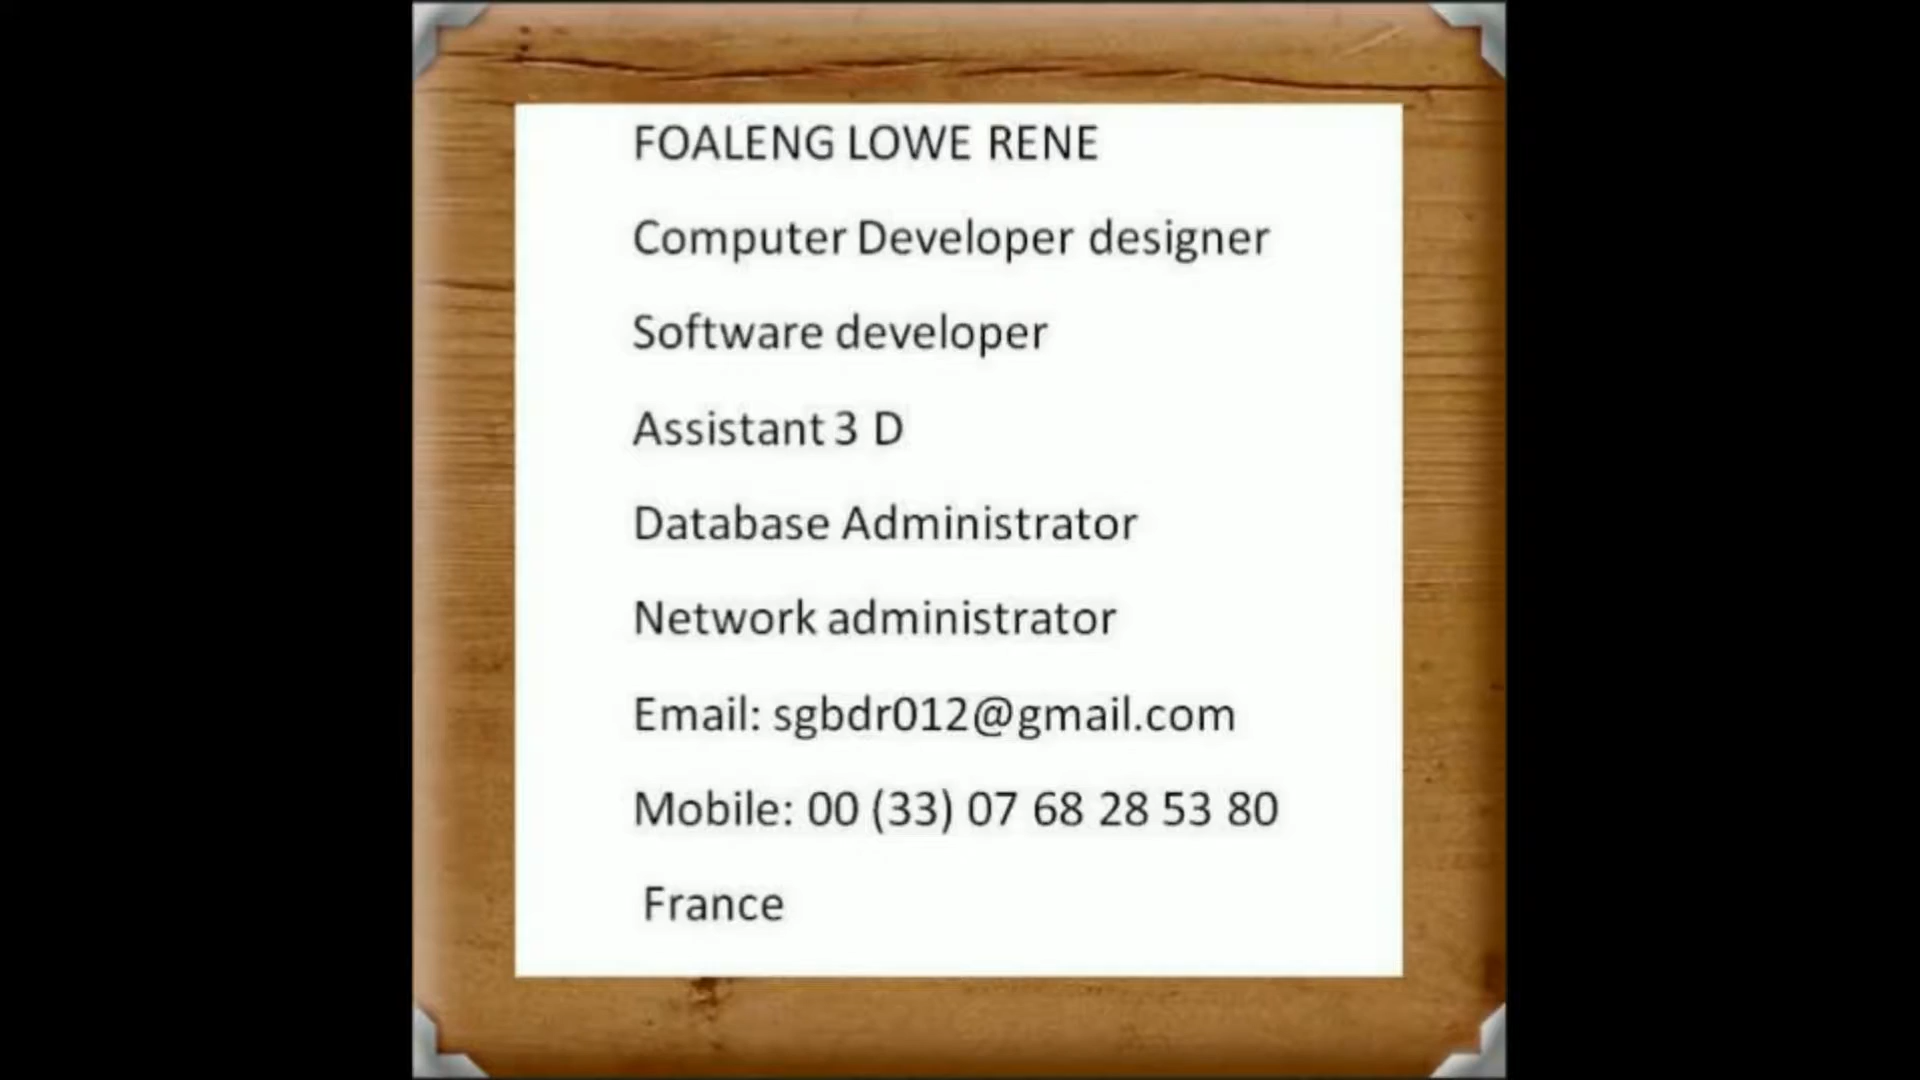 FOALENG LOWE RENE
Computer Developer designer
Software developer
Assistant 3 D
Database Administrator
Network administrator
Email: sgbdr012@gmail.com
Mobile: 00 (33) 07 68 28 53 80
France